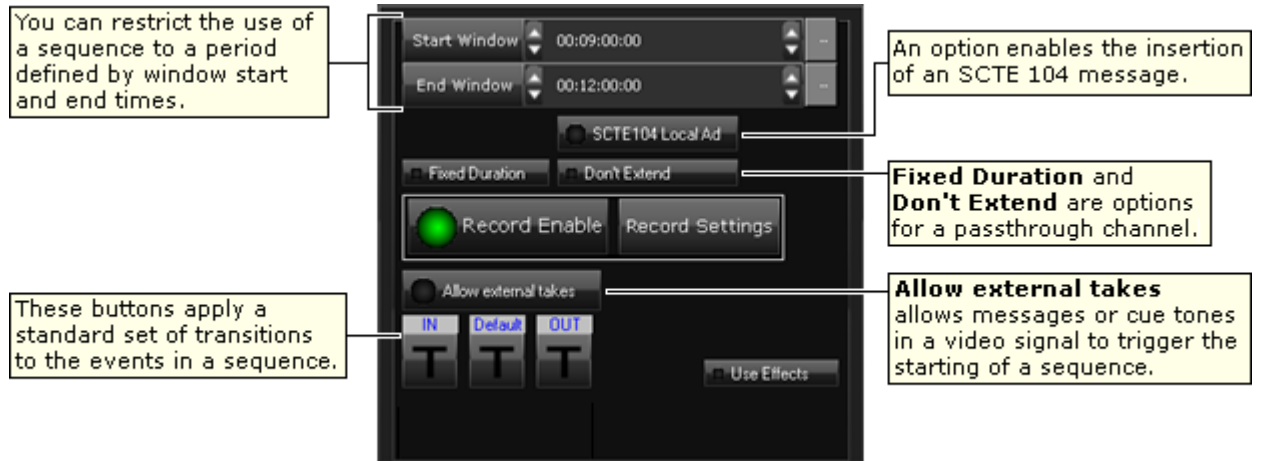 You can restrict the use of
a sequence to a period
defined by window start
and end times.
Start Window 00:09:00:00 --
End Window 00:12:00:00 --
An option enables the insertion
of an SCTE 104 message.
SCTE104 Local Ad
Fixed Duration Don't Extend
Fixed Duration and
Don't Extend are options
for a passthrough channel.
Record Enable Record Settings
Allow external takes
Allow external takes
allows messages or cue tones
in a video signal to trigger the
starting of a sequence.
These buttons apply a
standard set of transitions
to the events in a sequence.
IN Default OUT
T T T
Use Effects